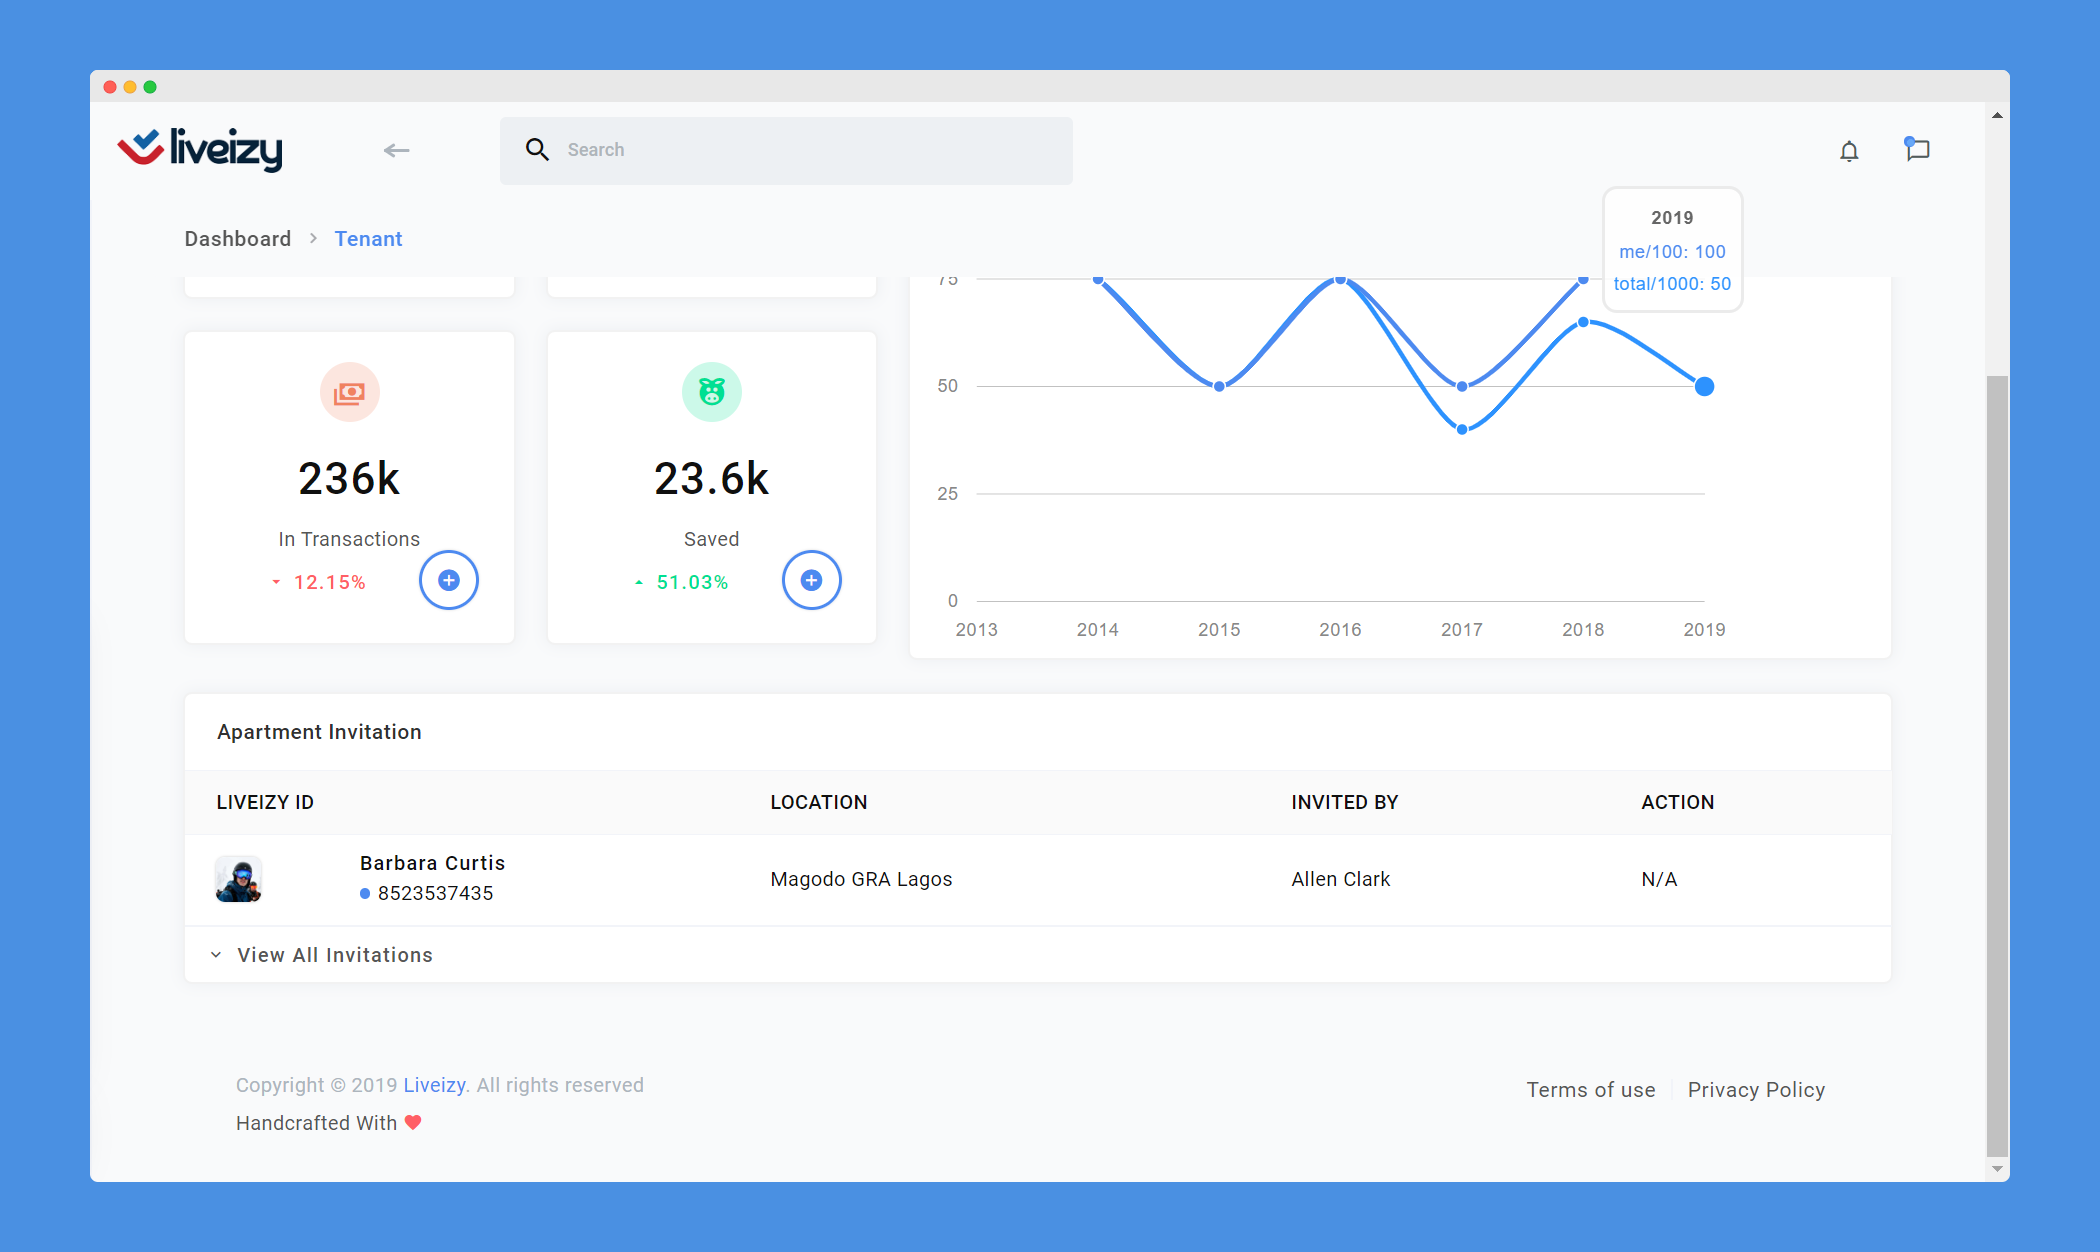 liveizy
Search
Dashboard
Tenant
2019
me/100: 100
total/1000: 50
75
50
25
0
2013 2014 2015 2016 2017 2018 2019
236k
In Transactions
12.15%
23.6k
Saved
51.03%
Apartment Invitation
LIVEIZY ID LOCATION INVITED BY ACTION
Barbara Curtis
8523537435
Magodo GRA Lagos
Allen Clark
N/A
View All Invitations
Copyright © 2019 Liveizy. All rights reserved
Handcrafted With
Terms of use
Privacy Policy